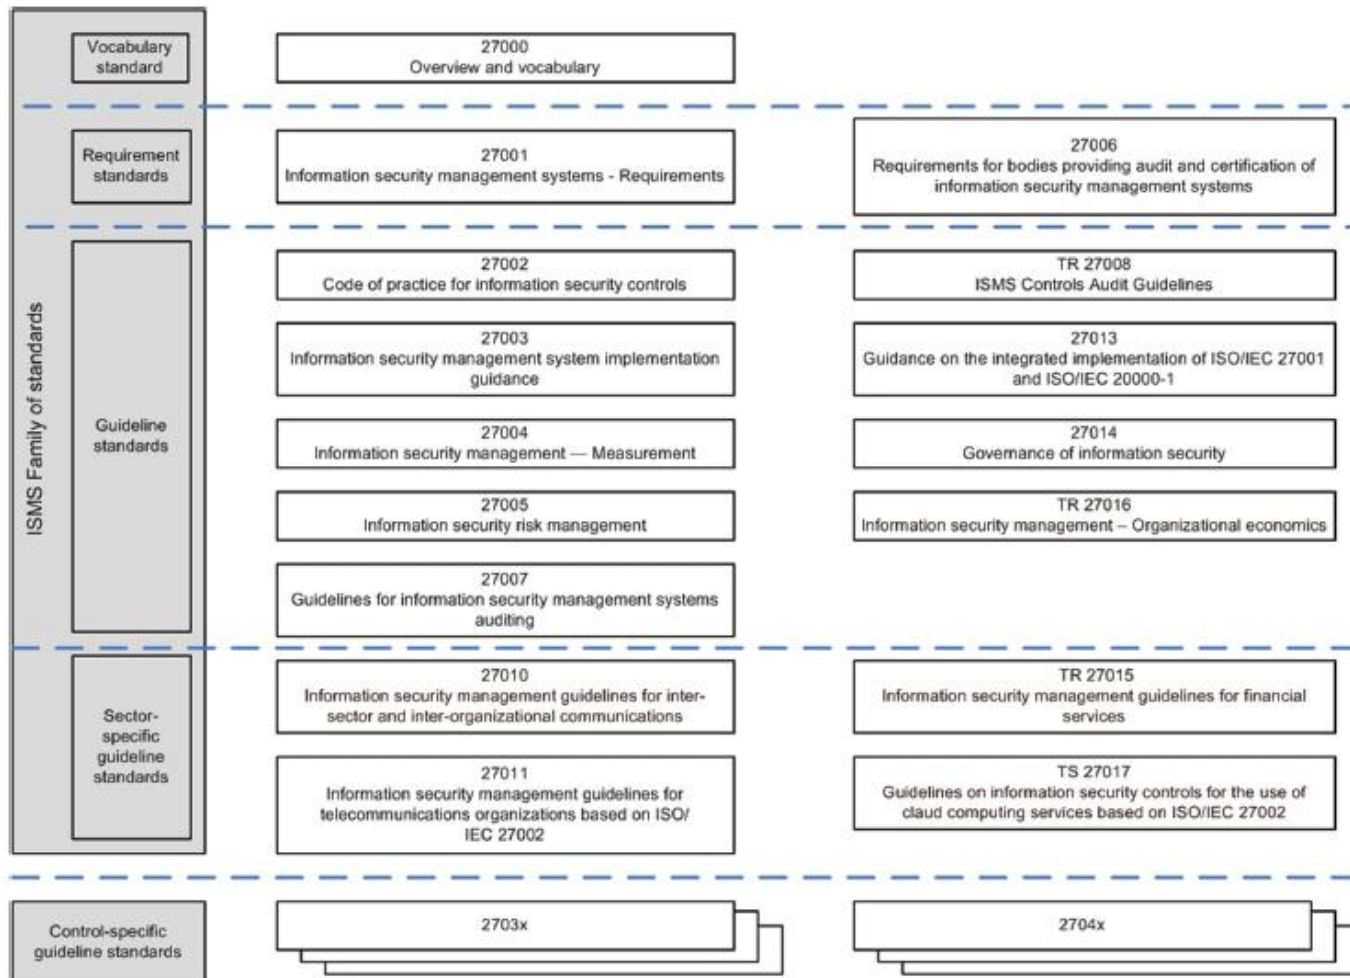 ISMS Family of standards
Vocabulary
standard
27000
Overview and vocabulary
Requirement
standards
27001
Information security management systems - Requirements
27006
Requirements for bodies providing audit and certification of
information security management systems
Guideline
standards
27002
Code of practice for information security controls
TR 27008
ISMS Controls Audit Guidelines
27003
Information security management system implementation
guidance
27013
Guidance on the integrated implementation of ISO/IEC 27001
and ISO/IEC 20000-1
27004
Information security management — Measurement
27014
Governance of information security
27005
Information security risk management
TR 27016
Information security management – Organizational economics
27007
Guidelines for information security management systems
auditing
Sector-
specific
guideline
standards
27010
Information security management guidelines for inter-
sector and inter-organizational communications
TR 27015
Information security management guidelines for financial
services
27011
Information security management guidelines for
telecommunications organizations based on ISO/
IEC 27002
TS 27017
Guidelines on information security controls for the use of
claud computing services based on ISO/IEC 27002
Control-specific
guideline standards
2703x
2704x